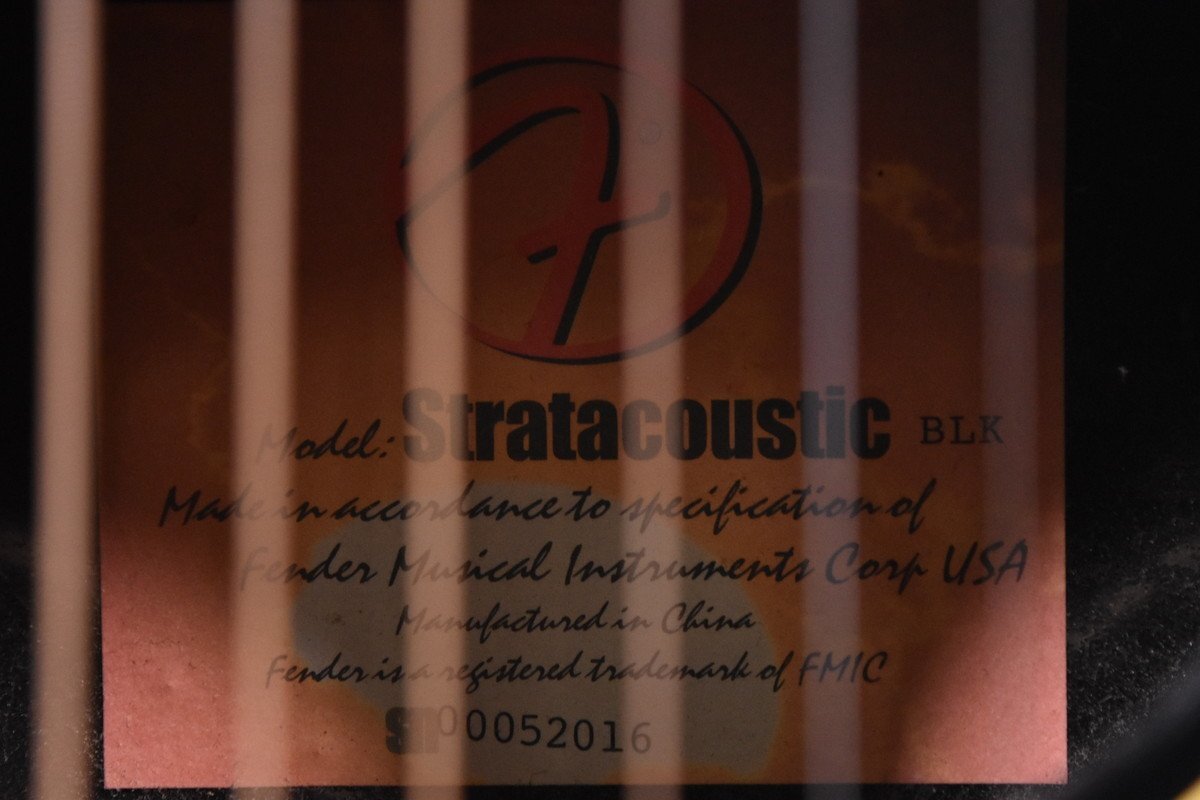 F ®
Model: Stratacoustic BLK
Made in accordance to specification of
Fender Musical Instruments Corp USA
Manufactured in China
Fender is a registered trademark of FMIC
sn00052016